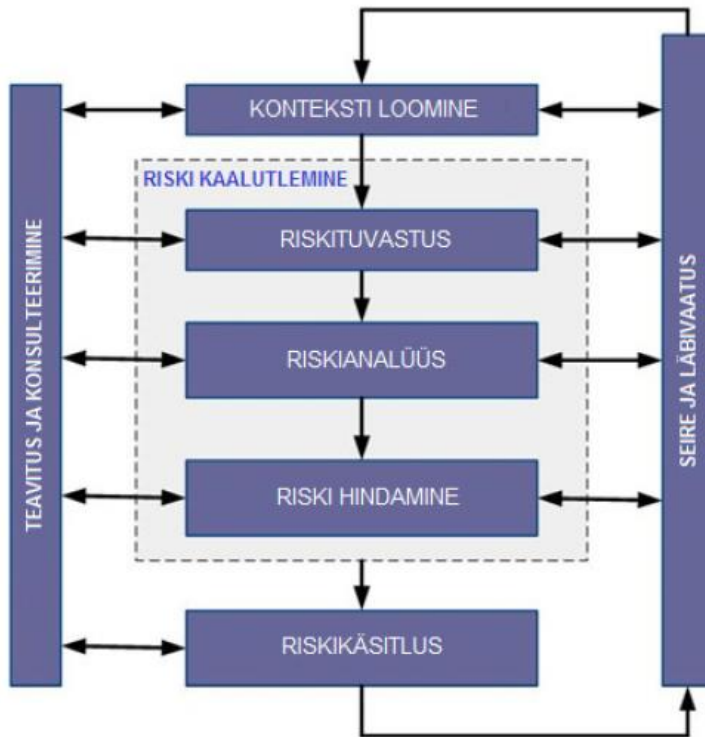 KONTEKSTI LOOMINE
RISKI KAALUTLEMINE
RISKITUVASTUS
RISKIANALÜÜS
RISKI HINDAMINE
RISKIKÄSITLUS
TEAVITUS JA KONSULTEERIMINE
SEIRE JA LÄBIVAATUS